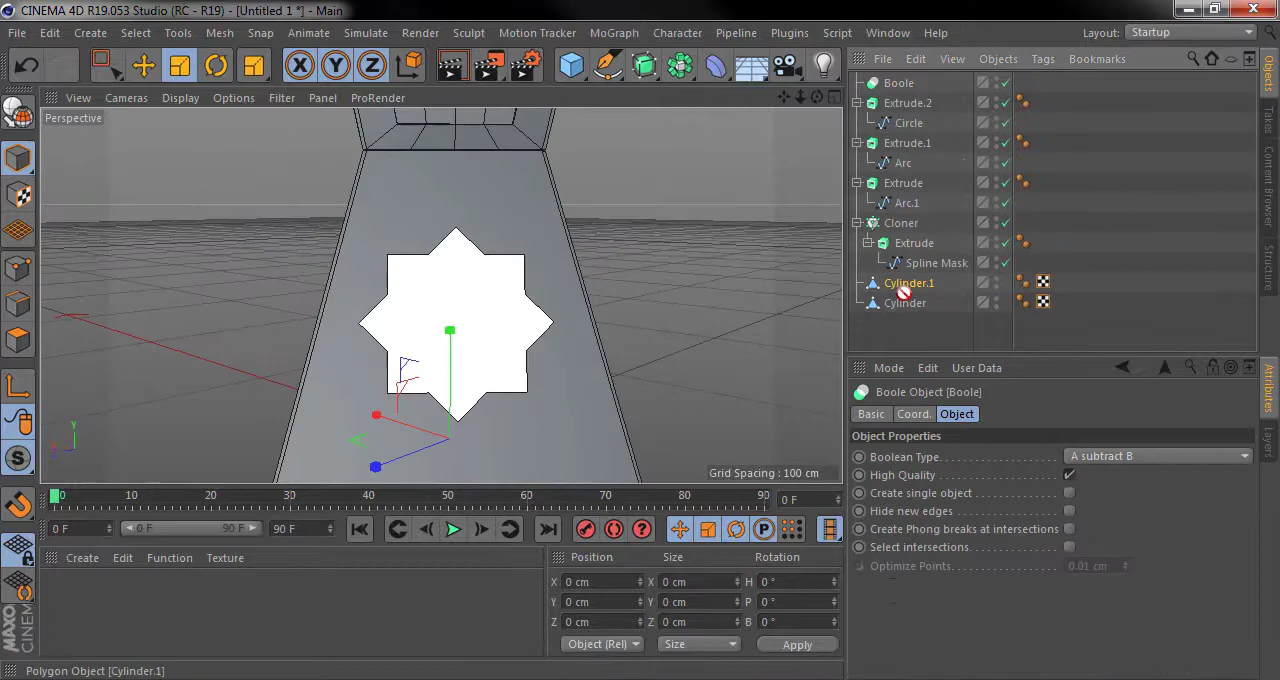 CINEMA 4D R19.053 Studio (RC - R19) - [Untitled 1 *] - Main
File Edit Create Select Tools Mesh Snap Animate Simulate Render Sculpt Motion Tracker MoGraph Character Pipeline Plugins Script Window Help Layout: Startup
View Cameras Display Options Filter Panel ProRender
File Edit View Objects Tags Bookmarks
Perspective
Boole
Extrude.2
Circle
Extrude.1
Arc
Extrude
Arc.1
Cloner
Extrude
Spline Mask
Cylinder.1
Cylinder
Objects
Takes
Content Browser
Structure
X Y Z
Y
Grid Spacing : 100 cm
Mode Edit User Data
Boole Object [Boole]
Basic Coord. Object
Object Properties
Boolean Type A subtract B
High Quality
Create single object
Hide new edges
Create Phong breaks at intersections
Select intersections
Optimize Points 0.01 cm
Attributes
Layers
0 10 20 30 40 50 60 70 80 90 0 F
0 F 0 F 90 F 90 F
P
S
Create Edit Function Texture
Position Size Rotation
X 0 cm X 0 cm H 0 °
Y 0 cm Y 0 cm P 0 °
Z 0 cm Z 0 cm B 0 °
Object (Rel) Size Apply
MAXO
CINEM
Polygon Object [Cylinder.1]